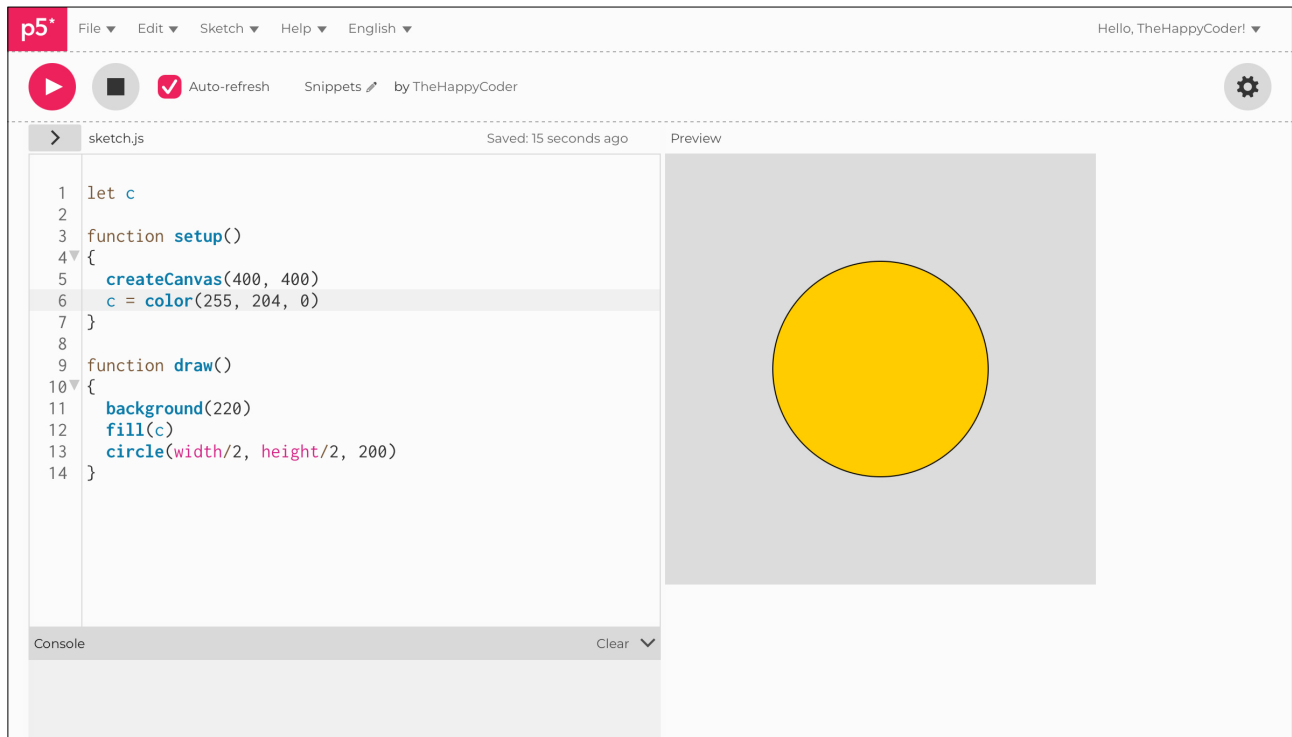 p5* File Edit Sketch Help English Hello, TheHappyCoder!
Auto-refresh Snippets by TheHappyCoder
sketch.js Saved: 15 seconds ago Preview
1 let c
2
3 function setup()
4 {
5 createCanvas(400, 400)
6 c = color(255, 204, 0)
7 }
8
9 function draw()
10 {
11 background(220)
12 fill(c)
13 circle(width/2, height/2, 200)
14 }
Console Clear